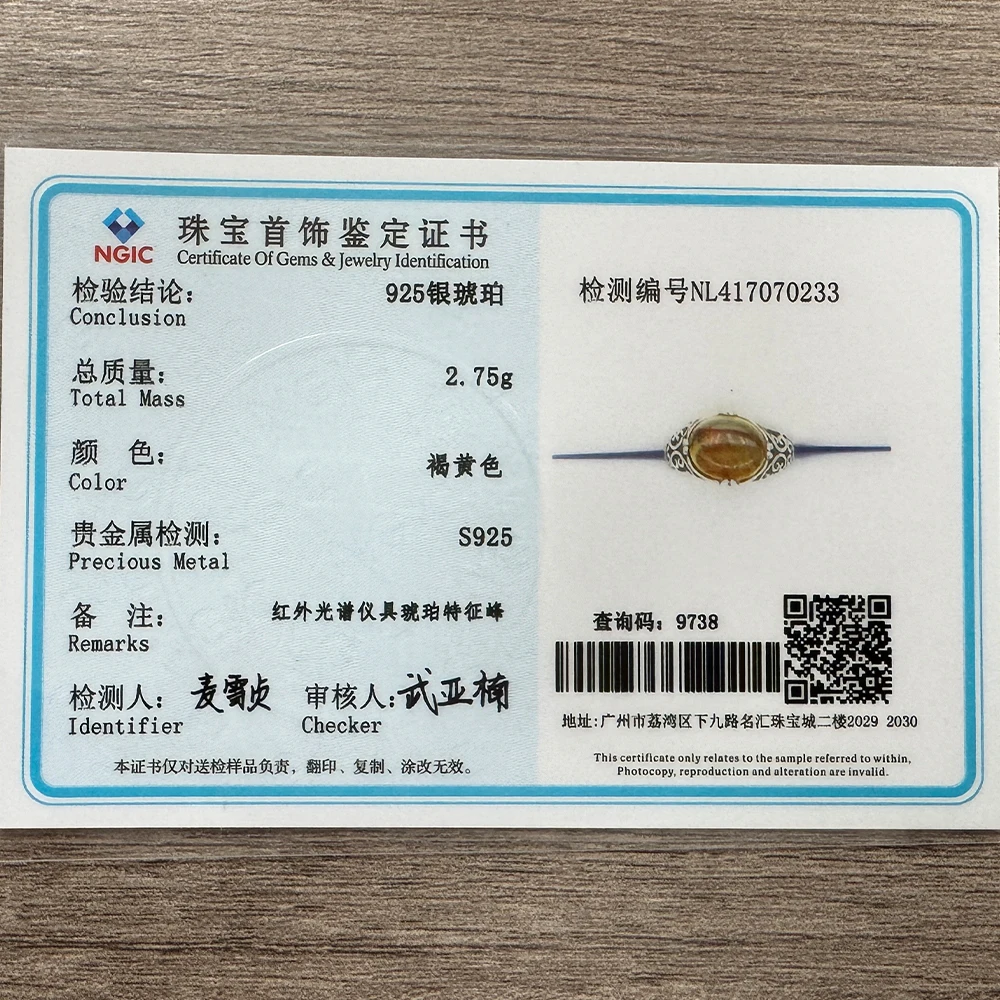 NGIC
珠宝首饰鉴定证书
Certificate Of Gems & Jewelry Identification
检验结论: 925银琥珀
Conclusion
总质量: 2.75g
Total Mass
颜 色: 褐黄色
Color
贵金属检测: S925
Precious Metal
备 注: 红外光谱仪具琥珀特征峰
Remarks
检测人: 麦雪贞 审核人: 武亚楠
Identifier Checker
本证书仅对送检样品负责，翻印、复制、涂改无效。
检测编号NL417070233
查询码: 9738
地址:广州市荔湾区下九路名汇珠宝城二楼2029 2030
This certificate only relates to the sample referred to within,
Photocopy, reproduction and alteration are invalid.